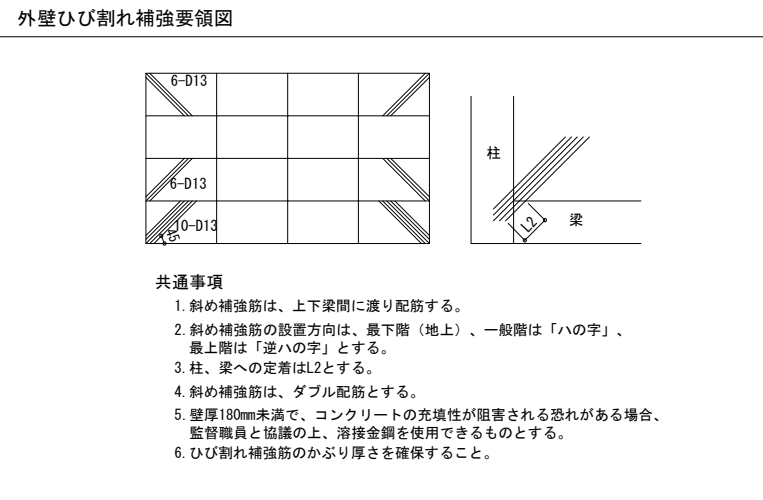 外壁ひび割れ補強要領図
6-D13
6-D13
10-D13
45
柱
梁
L2
共通事項
1. 斜め補強筋は、上下梁間に渡り配筋する。
2. 斜め補強筋の設置方向は、最下階（地上）、一般階は「ハの字」、
最上階は「逆ハの字」とする。
3. 柱、梁への定着はL2とする。
4. 斜め補強筋は、ダブル配筋とする。
5. 壁厚180mm未満で、コンクリートの充填性が阻害される恐れがある場合、
監督職員と協議の上、溶接金鋼を使用できるものとする。
6. ひび割れ補強筋のかぶり厚さを確保すること。